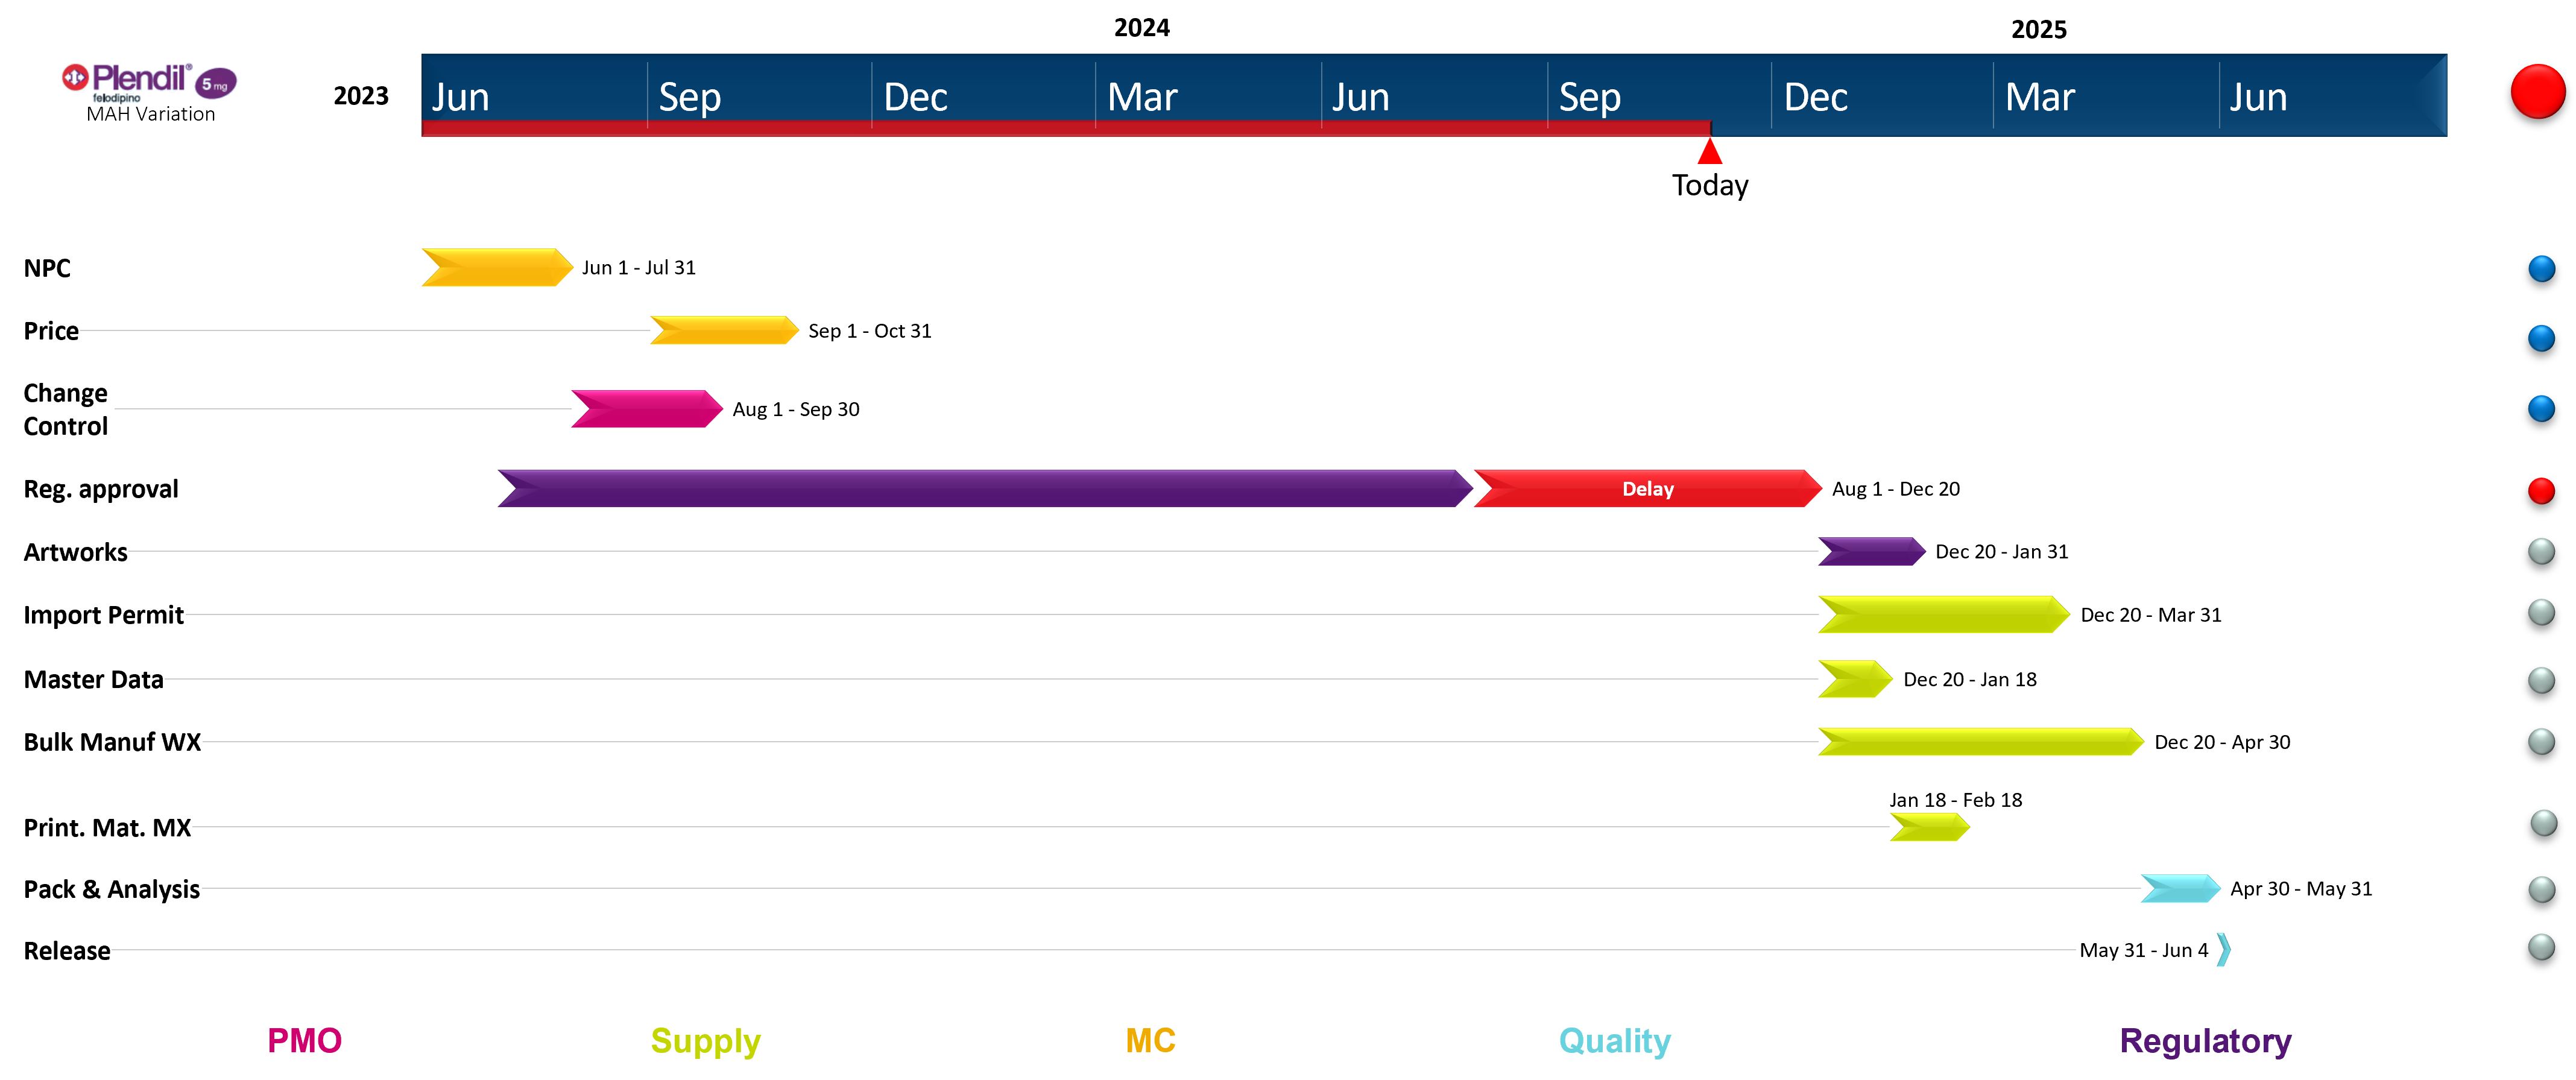 2024
2025
Plendil® 5 mg
felodipino
MAH Variation
2023
Jun
Sep
Dec
Mar
Jun
Sep
Dec
Mar
Jun
Today
NPC
Jun 1 - Jul 31
Price
Sep 1 - Oct 31
Change
Control
Aug 1 - Sep 30
Reg. approval
Delay
Aug 1 - Dec 20
Artworks
Dec 20 - Jan 31
Import Permit
Dec 20 - Mar 31
Master Data
Dec 20 - Jan 18
Bulk Manuf WX
Dec 20 - Apr 30
Jan 18 - Feb 18
Print. Mat. MX
Pack & Analysis
Apr 30 - May 31
Release
May 31 - Jun 4
PMO
Supply
MC
Quality
Regulatory